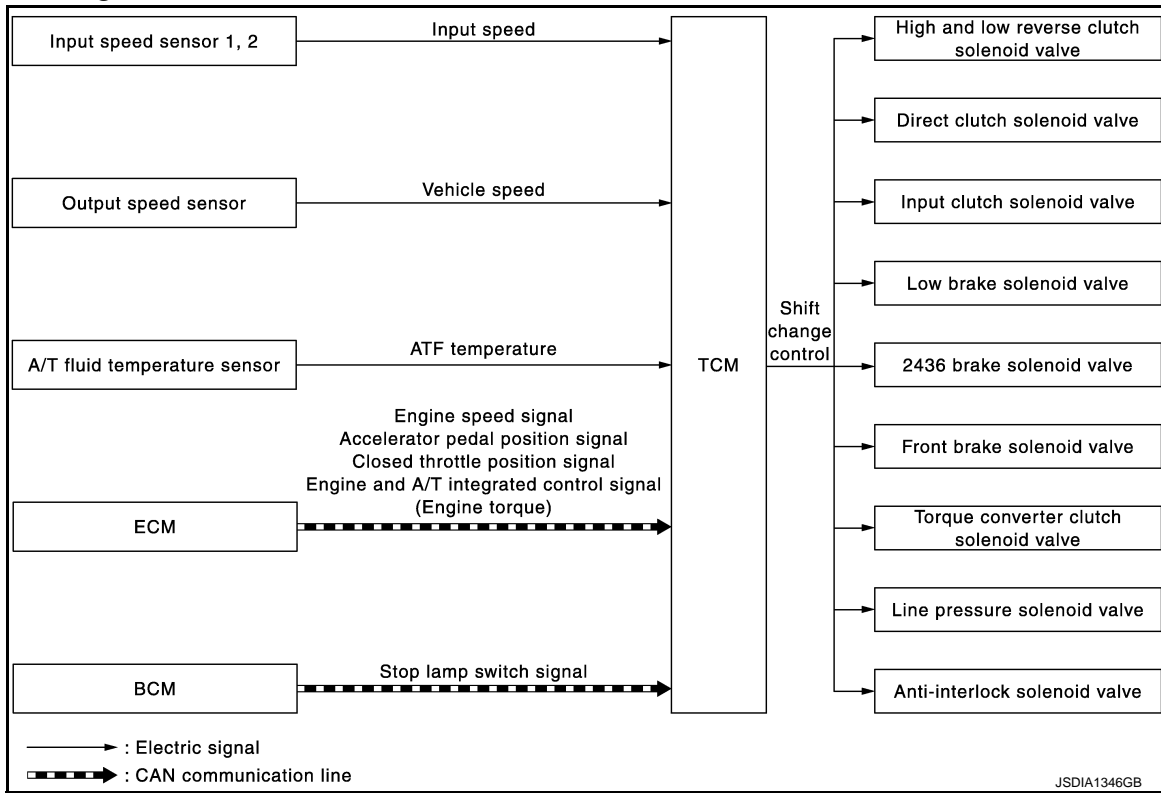 Input speed sensor 1, 2
Input speed
Output speed sensor
Vehicle speed
A/T fluid temperature sensor
ATF temperature
Engine speed signal
Accelerator pedal position signal
Closed throttle position signal
Engine and A/T integrated control signal
(Engine torque)
ECM
BCM
Stop lamp switch signal
TCM
Shift
change
control
High and low reverse clutch
solenoid valve
Direct clutch solenoid valve
Input clutch solenoid valve
Low brake solenoid valve
2436 brake solenoid valve
Front brake solenoid valve
Torque converter clutch
solenoid valve
Line pressure solenoid valve
Anti-interlock solenoid valve
: Electric signal
: CAN communication line
JSDIA1346GB